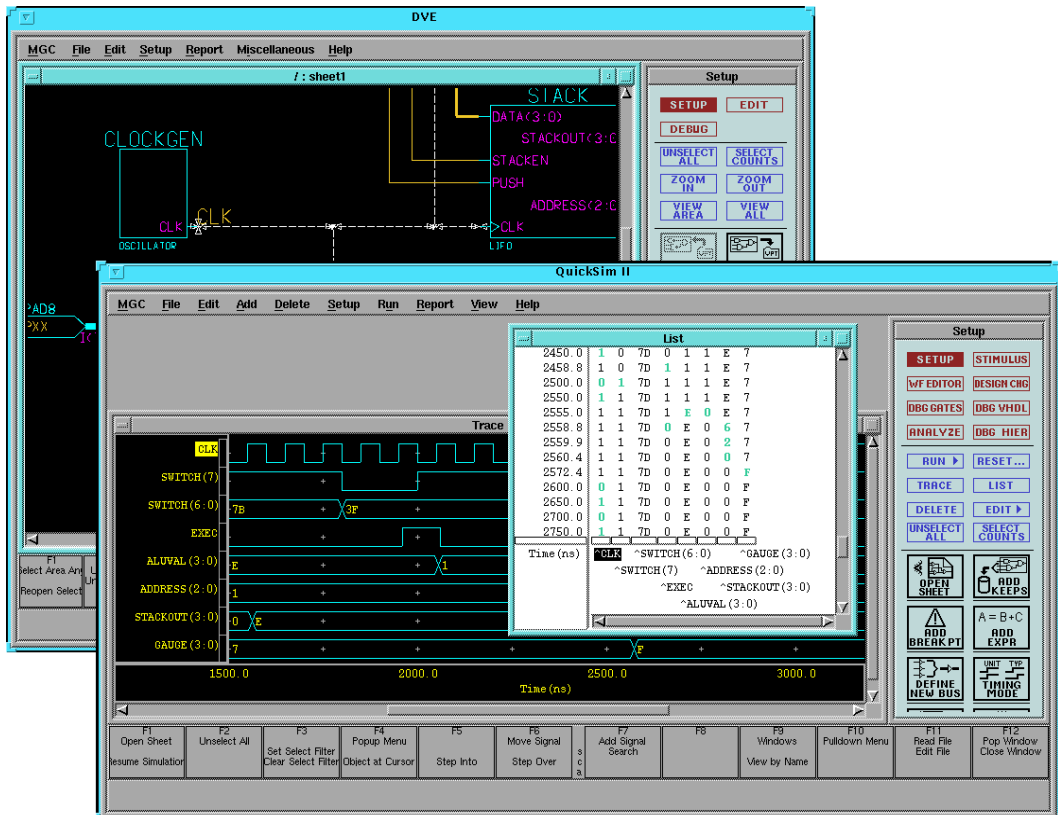 DVE
MGC File Edit Setup Report Miscellaneous Help
/ : sheet1
Setup
SETUP EDIT
DEBUG
UNSELECT ALL SELECT COUNTS
ZOOM IN ZOOM OUT
VIEW AREA VIEW ALL
STACK
DATA(3:0)
STACKOUT(3:0
STACKEN
PUSH
ADDRESS(2:0
CLK
LIFO
CLOCKGEN
CLK
CLK
OSCILLATOR
PAD8
PXX
F1
Select Area Any
Reopen Select
QuickSim II
MGC File Edit Add Delete Setup Run Report View Help
List
2450.0 1 0 7D 0 1 1 E 7
2458.8 1 0 7D 1 1 1 E 7
2500.0 0 1 7D 1 1 1 E 7
2550.0 1 1 7D 1 1 1 E 7
2555.0 1 1 7D 1 E 0 E 7
2558.8 1 1 7D 0 E 0 6 7
2559.9 1 1 7D 0 E 0 2 7
2560.4 1 1 7D 0 E 0 0 7
2572.4 1 1 7D 0 E 0 0 F
2600.0 0 1 7D 0 E 0 0 F
2650.0 1 1 7D 0 E 0 0 F
2700.0 0 1 7D 0 E 0 0 F
2750.0 1 1 7D 0 E 0 0 F
Time(ns) ^CLK ^SWITCH(6:0) ^GAUGE(3:0)
^SWITCH(7) ^ADDRESS(2:0)
^EXEC ^STACKOUT(3:0)
^ALUVAL(3:0)
Trace
CLK
SWITCH(7)
SWITCH(6:0) 7B 3F
EXEC
ALUVAL(3:0) E 1
ADDRESS(2:0) 1
STACKOUT(3:0) 0 E
GAUGE(3:0) 7 F
1500.0 2000.0 2500.0 3000.0
Time(ns)
Setup
SETUP STIMULUS
WF EDITOR DESIGN CHG
DBG GATES DBG VHDL
ANALYZE DBG HIER
RUN RESET...
TRACE LIST
DELETE EDIT
UNSELECT ALL SELECT COUNTS
OPEN SHEET ADD KEEPS
A = B+C
ADD BREAK PT ADD EXPR
UNIT TYP
DEFINE NEW BUS TIMING MODE
F1 F2 F3 F4 F5 F6 F7 F8 F9 F10 F11 F12
Open Sheet Unselect All Popup Menu Move Signal Add Signal Search Windows Pulldown Menu Read File Pop Window
Set Select Filter Edit File Close Window
Resume Simulation Clear Select Filter Object at Cursor Step Into Step Over View by Name
s
c
a